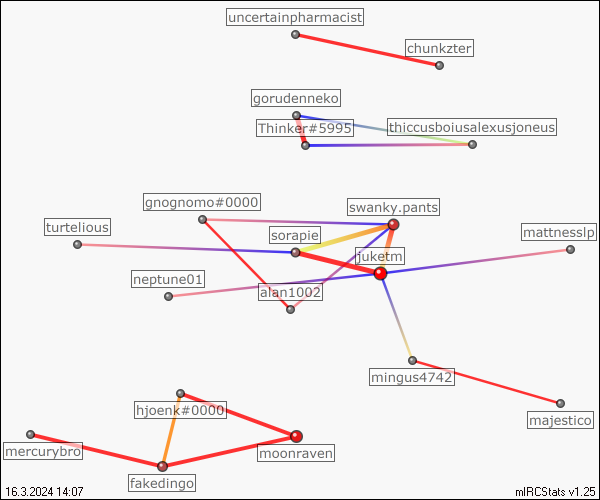 uncertainpharmacist
chunkzter
gorudenneko
Thinker#5995
thiccusboiusalexusjoneus
gnognomo#0000
swanky.pants
turtelious
sorapie
mattnesslp
juketm
neptune01
alan1002
mingus4742
hjoenk#0000
majestico
mercurybro
moonraven
fakedingo
16.3.2024 14:07
mIRCStats v1.25